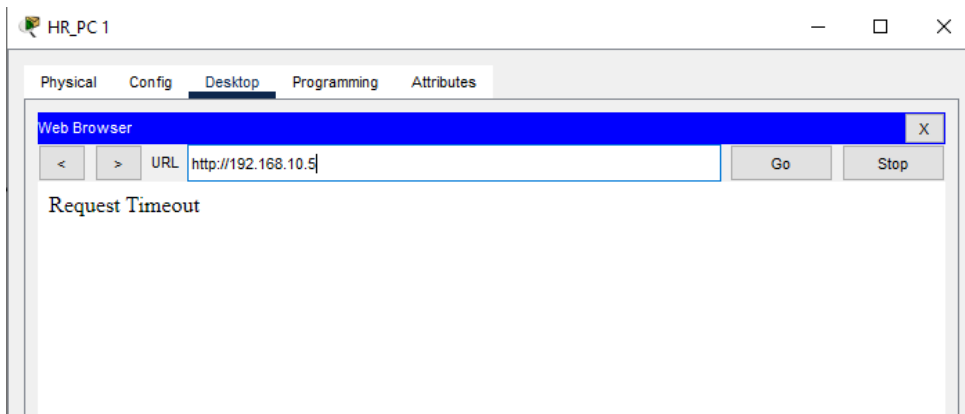 HR_PC 1
Physical Config Desktop Programming Attributes
Web Browser X
< > URL http://192.168.10.5 Go Stop
Request Timeout